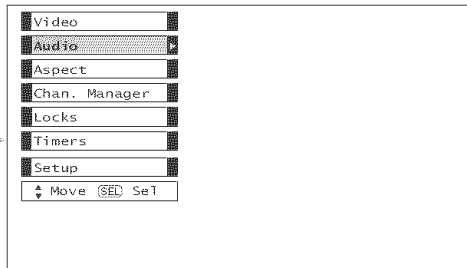 Video
Audio
Aspect
Chan. Manager
Locks
Timers
Setup
Move SEL Sel